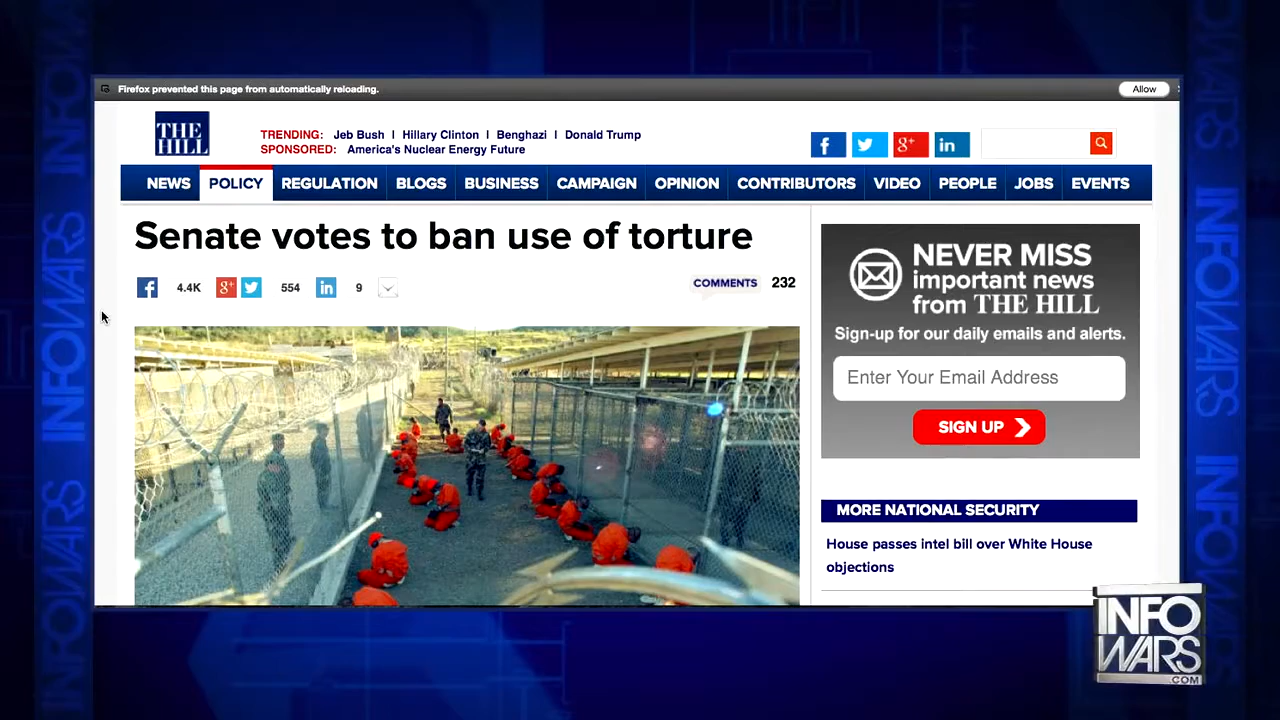 Firefox prevented this page from automatically reloading.
Allow
THE
HILL
TRENDING: Jeb Bush | Hillary Clinton | Benghazi | Donald Trump
SPONSORED: America's Nuclear Energy Future
NEWS POLICY REGULATION BLOGS BUSINESS CAMPAIGN OPINION CONTRIBUTORS VIDEO PEOPLE JOBS EVENTS
Senate votes to ban use of torture
4.4K 554 9
COMMENTS 232
NEVER MISS
important news
from THE HILL
Sign-up for our daily emails and alerts.
Enter Your Email Address
SIGN UP
MORE NATIONAL SECURITY
House passes intel bill over White House
objections
INFO
WARS
.COM
INFOWARS
INFOWARS
INFOWARS
INFOWARS